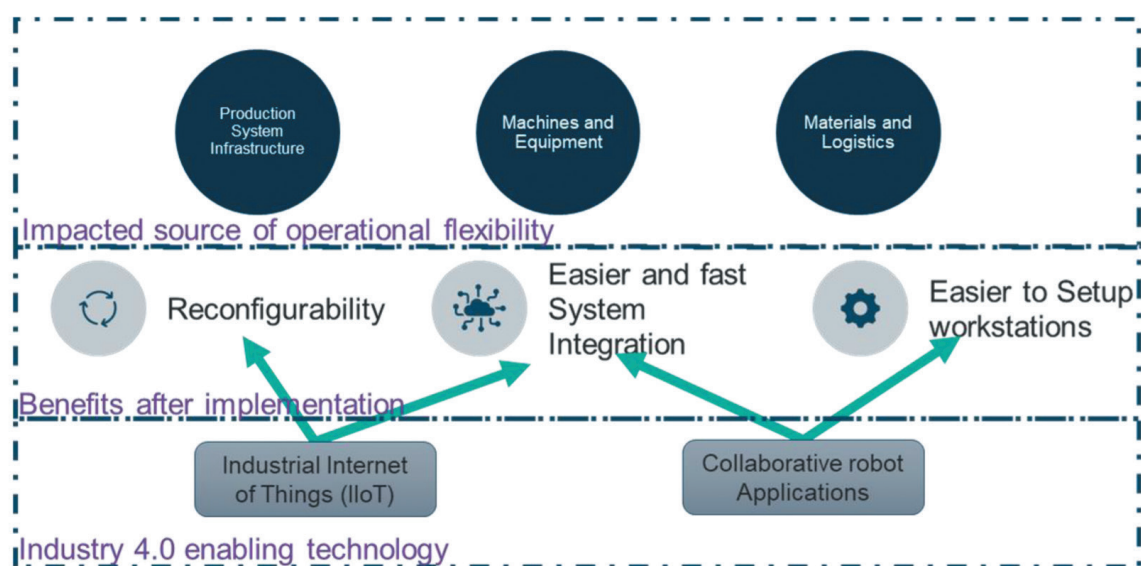 Production
System
Infrastructure
Machines and
Equipment
Materials and
Logistics
Impacted source of operational flexibility
Reconfigurability
Easier and fast
System
Integration
Easier to Setup
workstations
Benefits after implementation
Industrial Internet
of Things (IIoT)
Collaborative robot
Applications
Industry 4.0 enabling technology